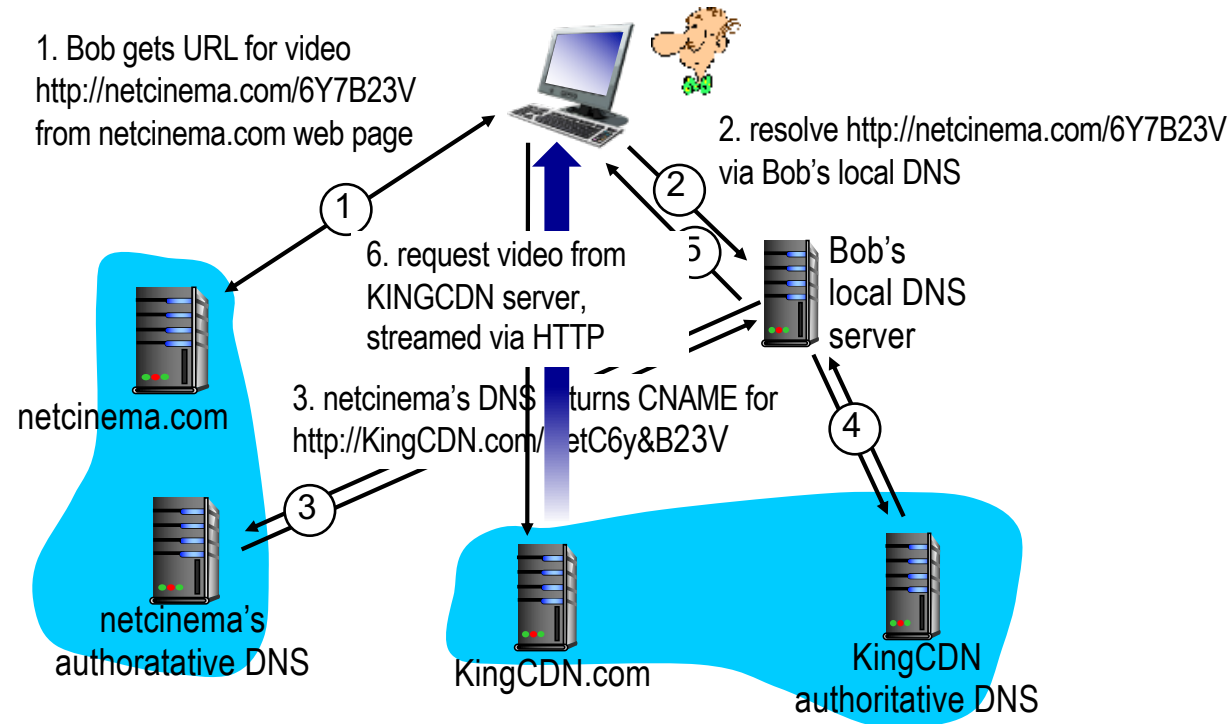 1. Bob gets URL for video
http://netcinema.com/6Y7B23V
from netcinema.com web page
2. resolve http://netcinema.com/6Y7B23V
via Bob's local DNS
1
2
5
6. request video from
KINGCDN server,
streamed via HTTP
Bob's
local DNS
server
netcinema.com
3. netcinema's DNS turns CNAME for
http://KingCDN.com/ etC6y&B23V
4
3
netcinema's
authoratative DNS
KingCDN.com
KingCDN
authoritative DNS